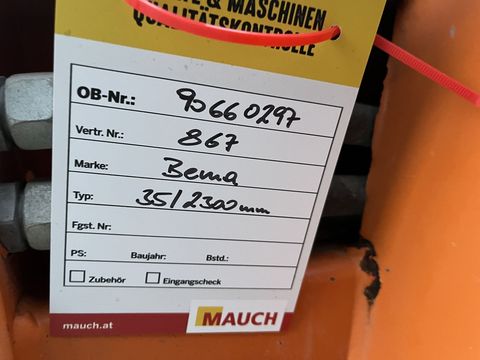 & MASCHINEN
QUALITÄTSKONTROLLE
OB-Nr.: 90660297
Vertr. Nr.: 867
Marke: Bema
Typ: 35/2300mm
Fgst. Nr:
PS: Baujahr: Bstd.:
Zubehör Eingangscheck
mauch.at MAUCH